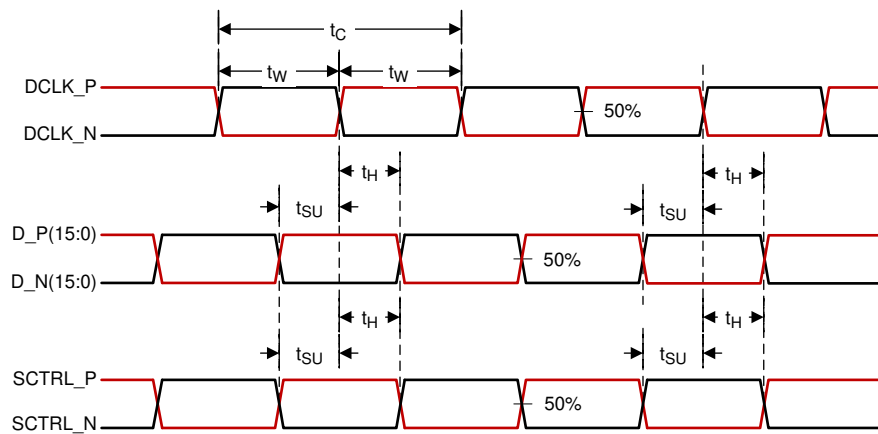 t_C
t_W t_W
DCLK_P
50%
DCLK_N
t_H t_H
t_SU t_SU
D_P(15:0)
50%
D_N(15:0)
t_H t_H
t_SU t_SU
SCTRL_P
50%
SCTRL_N